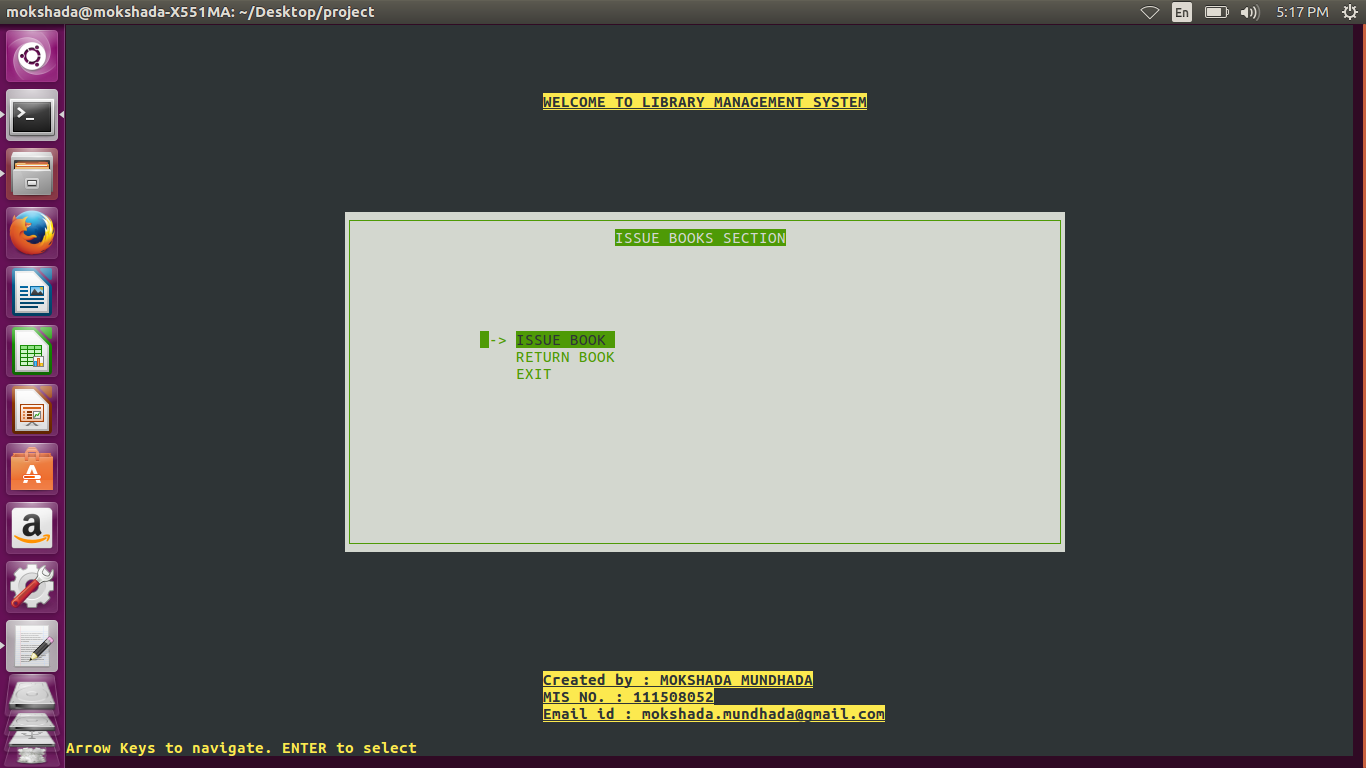 mokshada@mokshada-X551MA: ~/Desktop/project
En
5:17 PM
WELCOME TO LIBRARY MANAGEMENT SYSTEM
ISSUE BOOKS SECTION
-> ISSUE BOOK
RETURN BOOK
EXIT
Created by : MOKSHADA MUNDHADA
MIS NO. : 111508052
Email id : mokshada.mundhada@gmail.com
Arrow Keys to navigate. ENTER to select